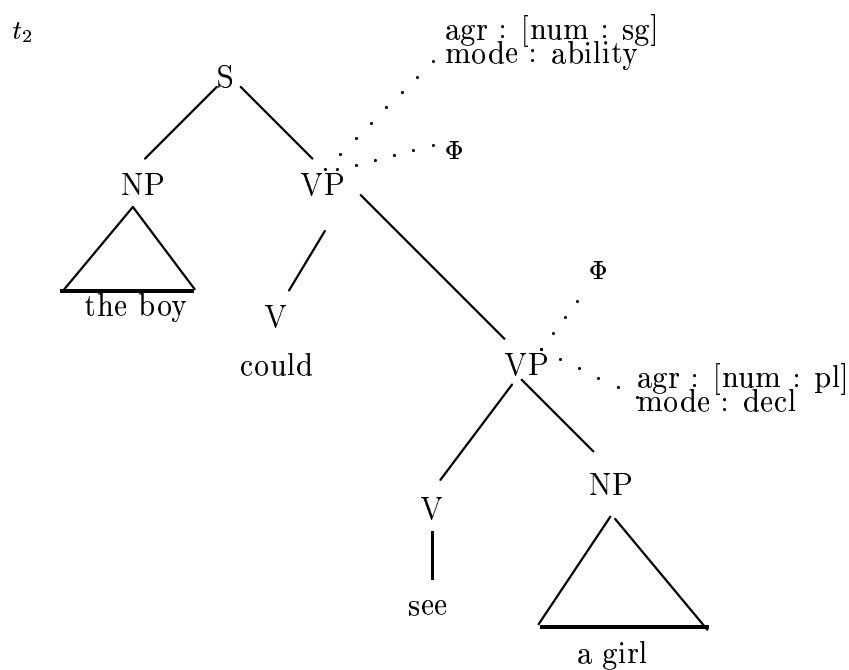 t₂
agr : [num : sg]
mode : ability
S
Φ
NP
VP
Φ
the boy
V
could
VP
agr : [num : pl]
mode : decl
NP
V
see
a girl